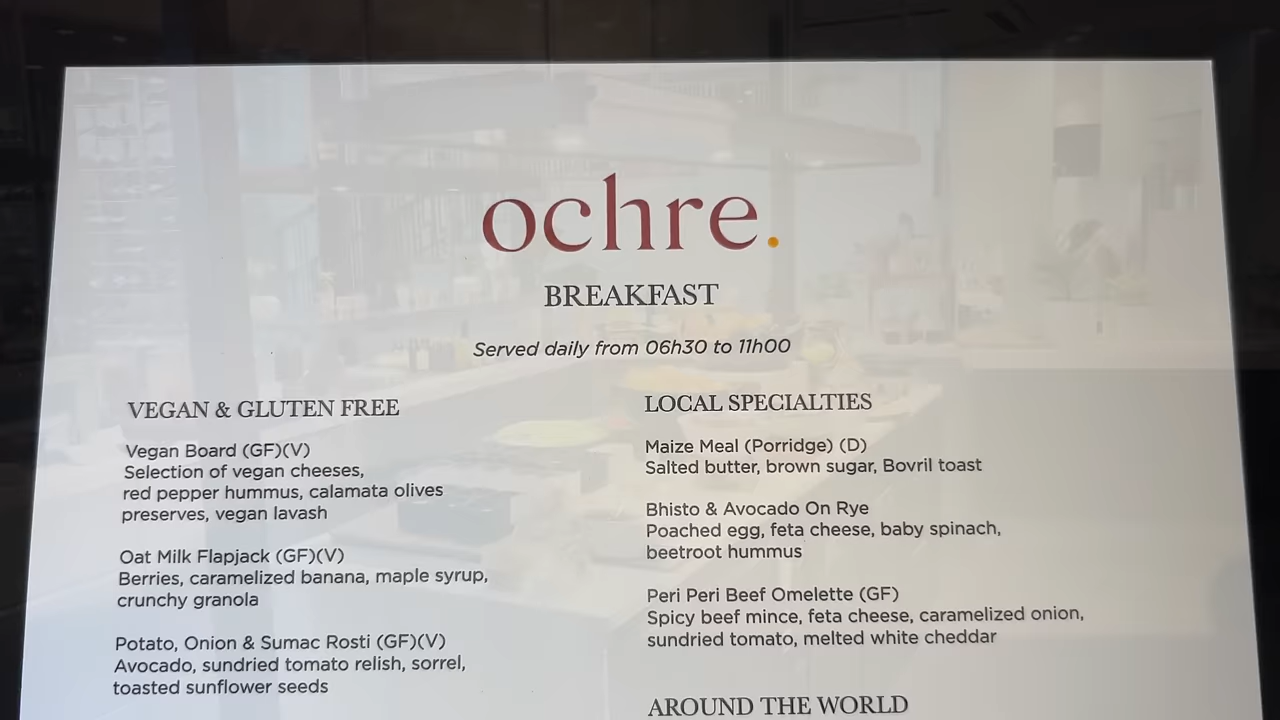 ochre.
BREAKFAST
Served daily from 06h30 to 11h00
VEGAN & GLUTEN FREE
Vegan Board (GF)(V)
Selection of vegan cheeses,
red pepper hummus, calamata olives
preserves, vegan lavash
Oat Milk Flapjack (GF)(V)
Berries, caramelized banana, maple syrup,
crunchy granola
Potato, Onion & Sumac Rosti (GF)(V)
Avocado, sundried tomato relish, sorrel,
toasted sunflower seeds
LOCAL SPECIALTIES
Maize Meal (Porridge) (D)
Salted butter, brown sugar, Bovril toast
Bhisto & Avocado On Rye
Poached egg, feta cheese, baby spinach,
beetroot hummus
Peri Peri Beef Omelette (GF)
Spicy beef mince, feta cheese, caramelized onion,
sundried tomato, melted white cheddar
AROUND THE WORLD